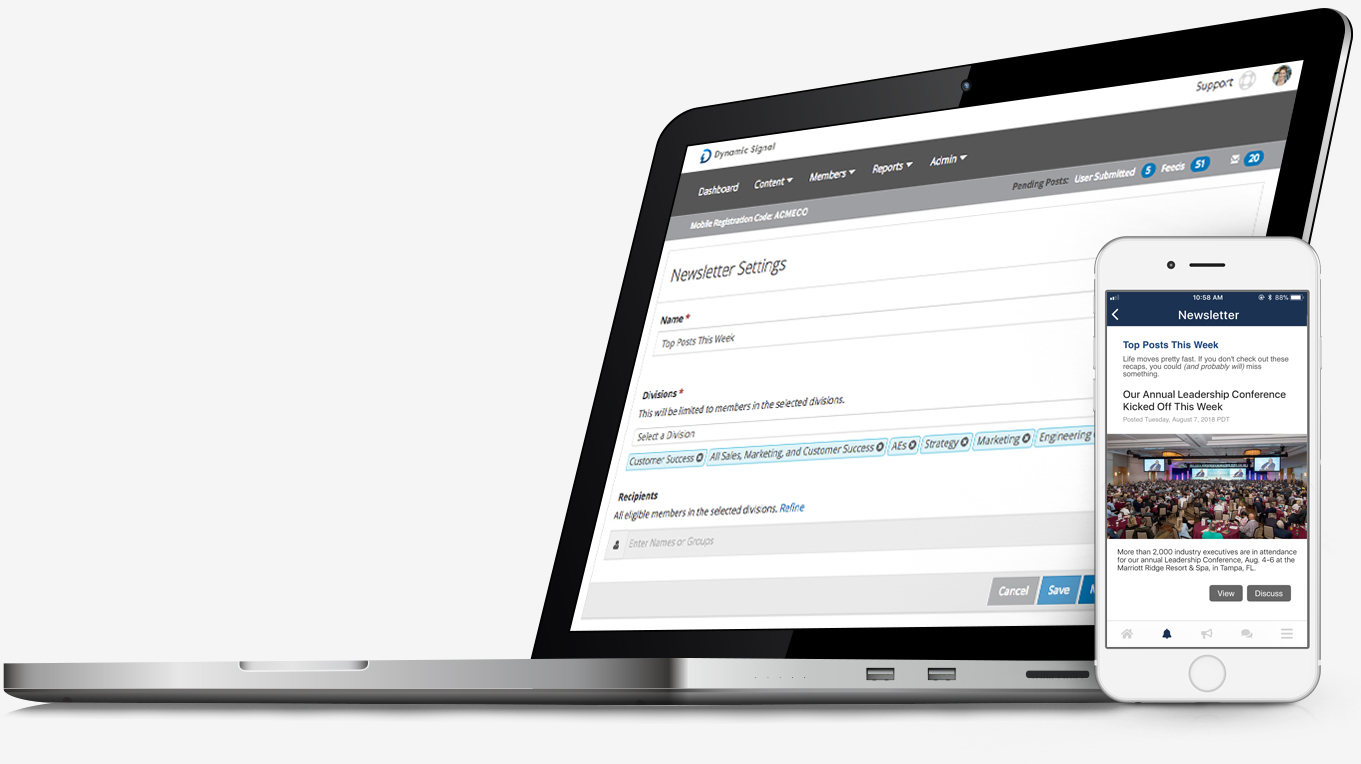 Support
Dynamic Signal
Dashboard Content Members Reports Admin
Pending Posts: User Submitted 5 Feeds 51 20
Mobile Registration Code: ACMECO
Newsletter Settings
Name *
Top Posts This Week
Divisions *
This will be limited to members in the selected divisions.
Select a Division
Customer Success All Sales, Marketing, and Customer Success AEs Strategy Marketing Engineering
Recipients
All eligible members in the selected divisions. Refine
Enter Names or Groups
Cancel Save
10:58 AM 88%
Newsletter
Top Posts This Week
Life moves pretty fast. If you don't check out these
recaps, you could (and probably will) miss
something.
Our Annual Leadership Conference
Kicked Off This Week
Posted Tuesday, August 7, 2018 PDT
More than 2,000 industry executives are in attendance
for our annual Leadership Conference, Aug. 4-6 at the
Marriott Ridge Resort & Spa, in Tampa, FL.
View Discuss